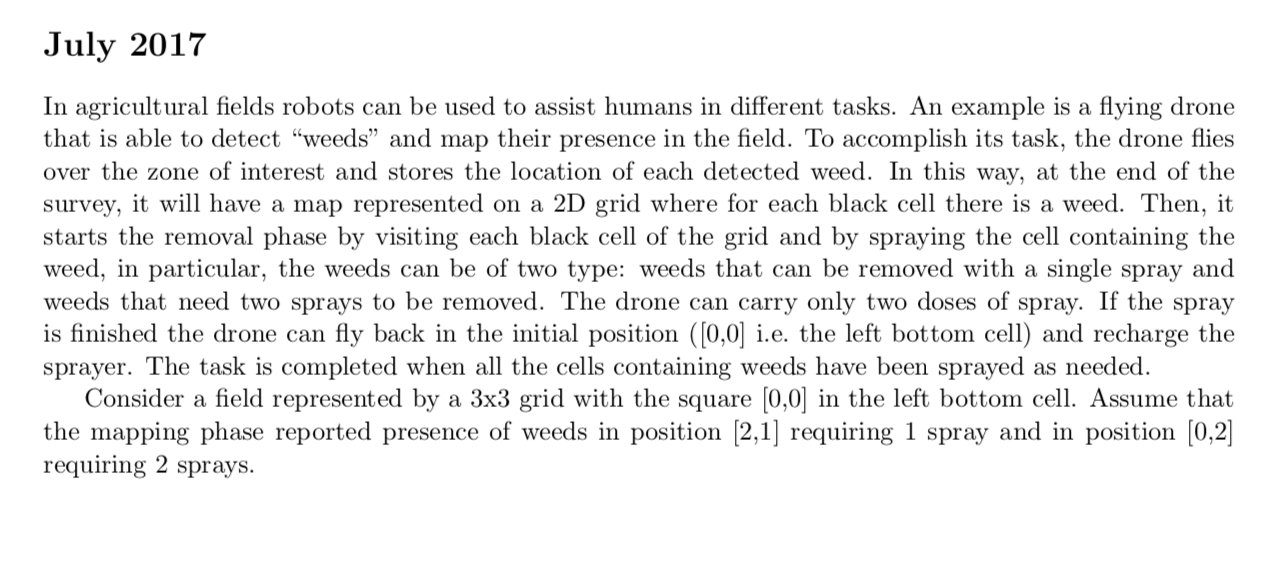 July 2017
In agricultural fields robots can be used to assist humans in different tasks. An example is a flying drone
that is able to detect “weeds” and map their presence in the field. To accomplish its task, the drone flies
over the zone of interest and stores the location of each detected weed. In this way, at the end of the
survey, it will have a map represented on a 2D grid where for each black cell there is a weed. Then, it
starts the removal phase by visiting each black cell of the grid and by spraying the cell containing the
weed, in particular, the weeds can be of two type: weeds that can be removed with a single spray and
weeds that need two sprays to be removed. The drone can carry only two doses of spray. If the spray
is finished the drone can fly back in the initial position ([0,0] i.e. the left bottom cell) and recharge the
sprayer. The task is completed when all the cells containing weeds have been sprayed as needed.
Consider a field represented by a 3x3 grid with the square [0,0] in the left bottom cell. Assume that
the mapping phase reported presence of weeds in position [2,1] requiring 1 spray and in position [0,2]
requiring 2 sprays.